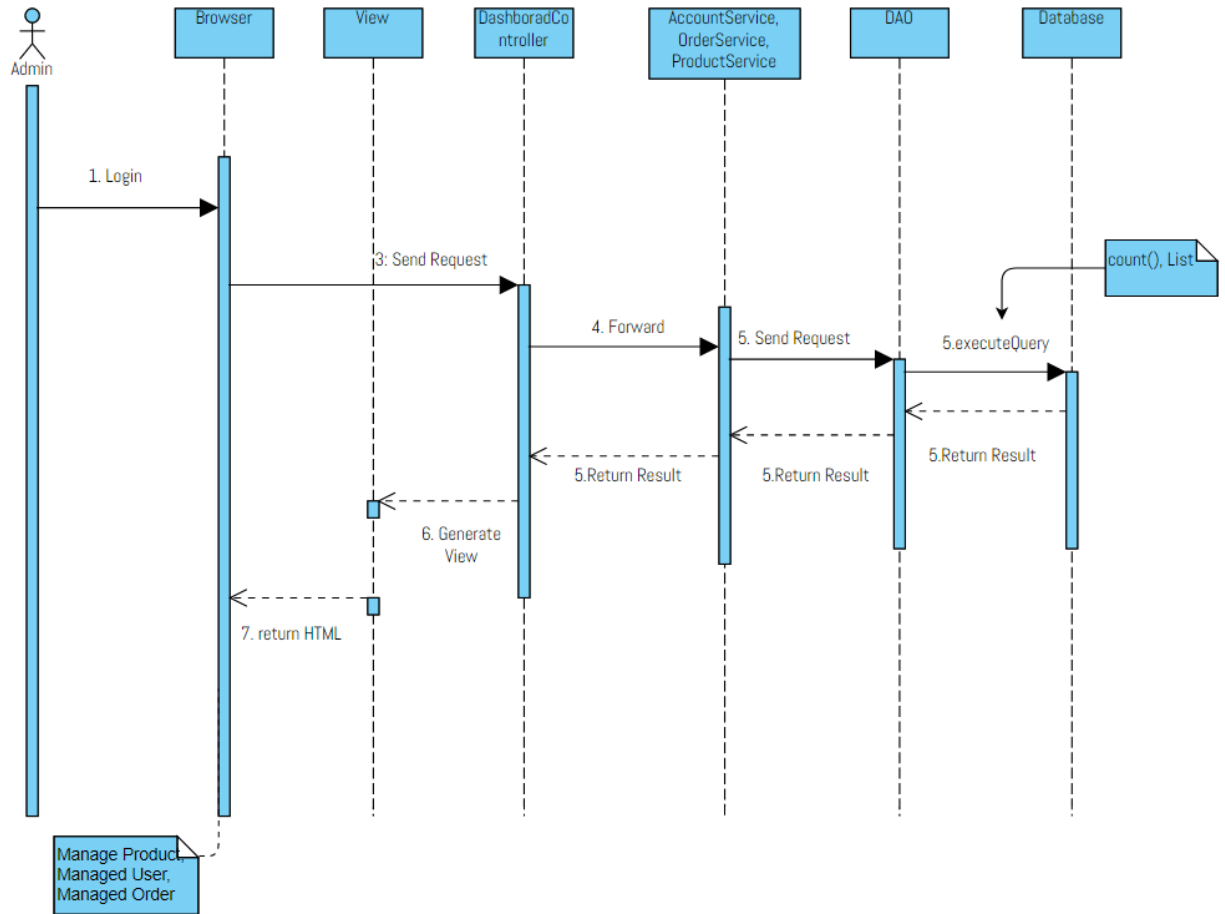 Admin
Browser
View
DashboradCo
ntroller
AccountService,
OrderService,
ProductService
DAO
Database
1. Login
3: Send Request
count(), List
4. Forward
5. Send Request
5.executeQuery
5.Return Result
5.Return Result
5.Return Result
6. Generate
View
7. return HTML
Manage Product,
Managed User,
Managed Order